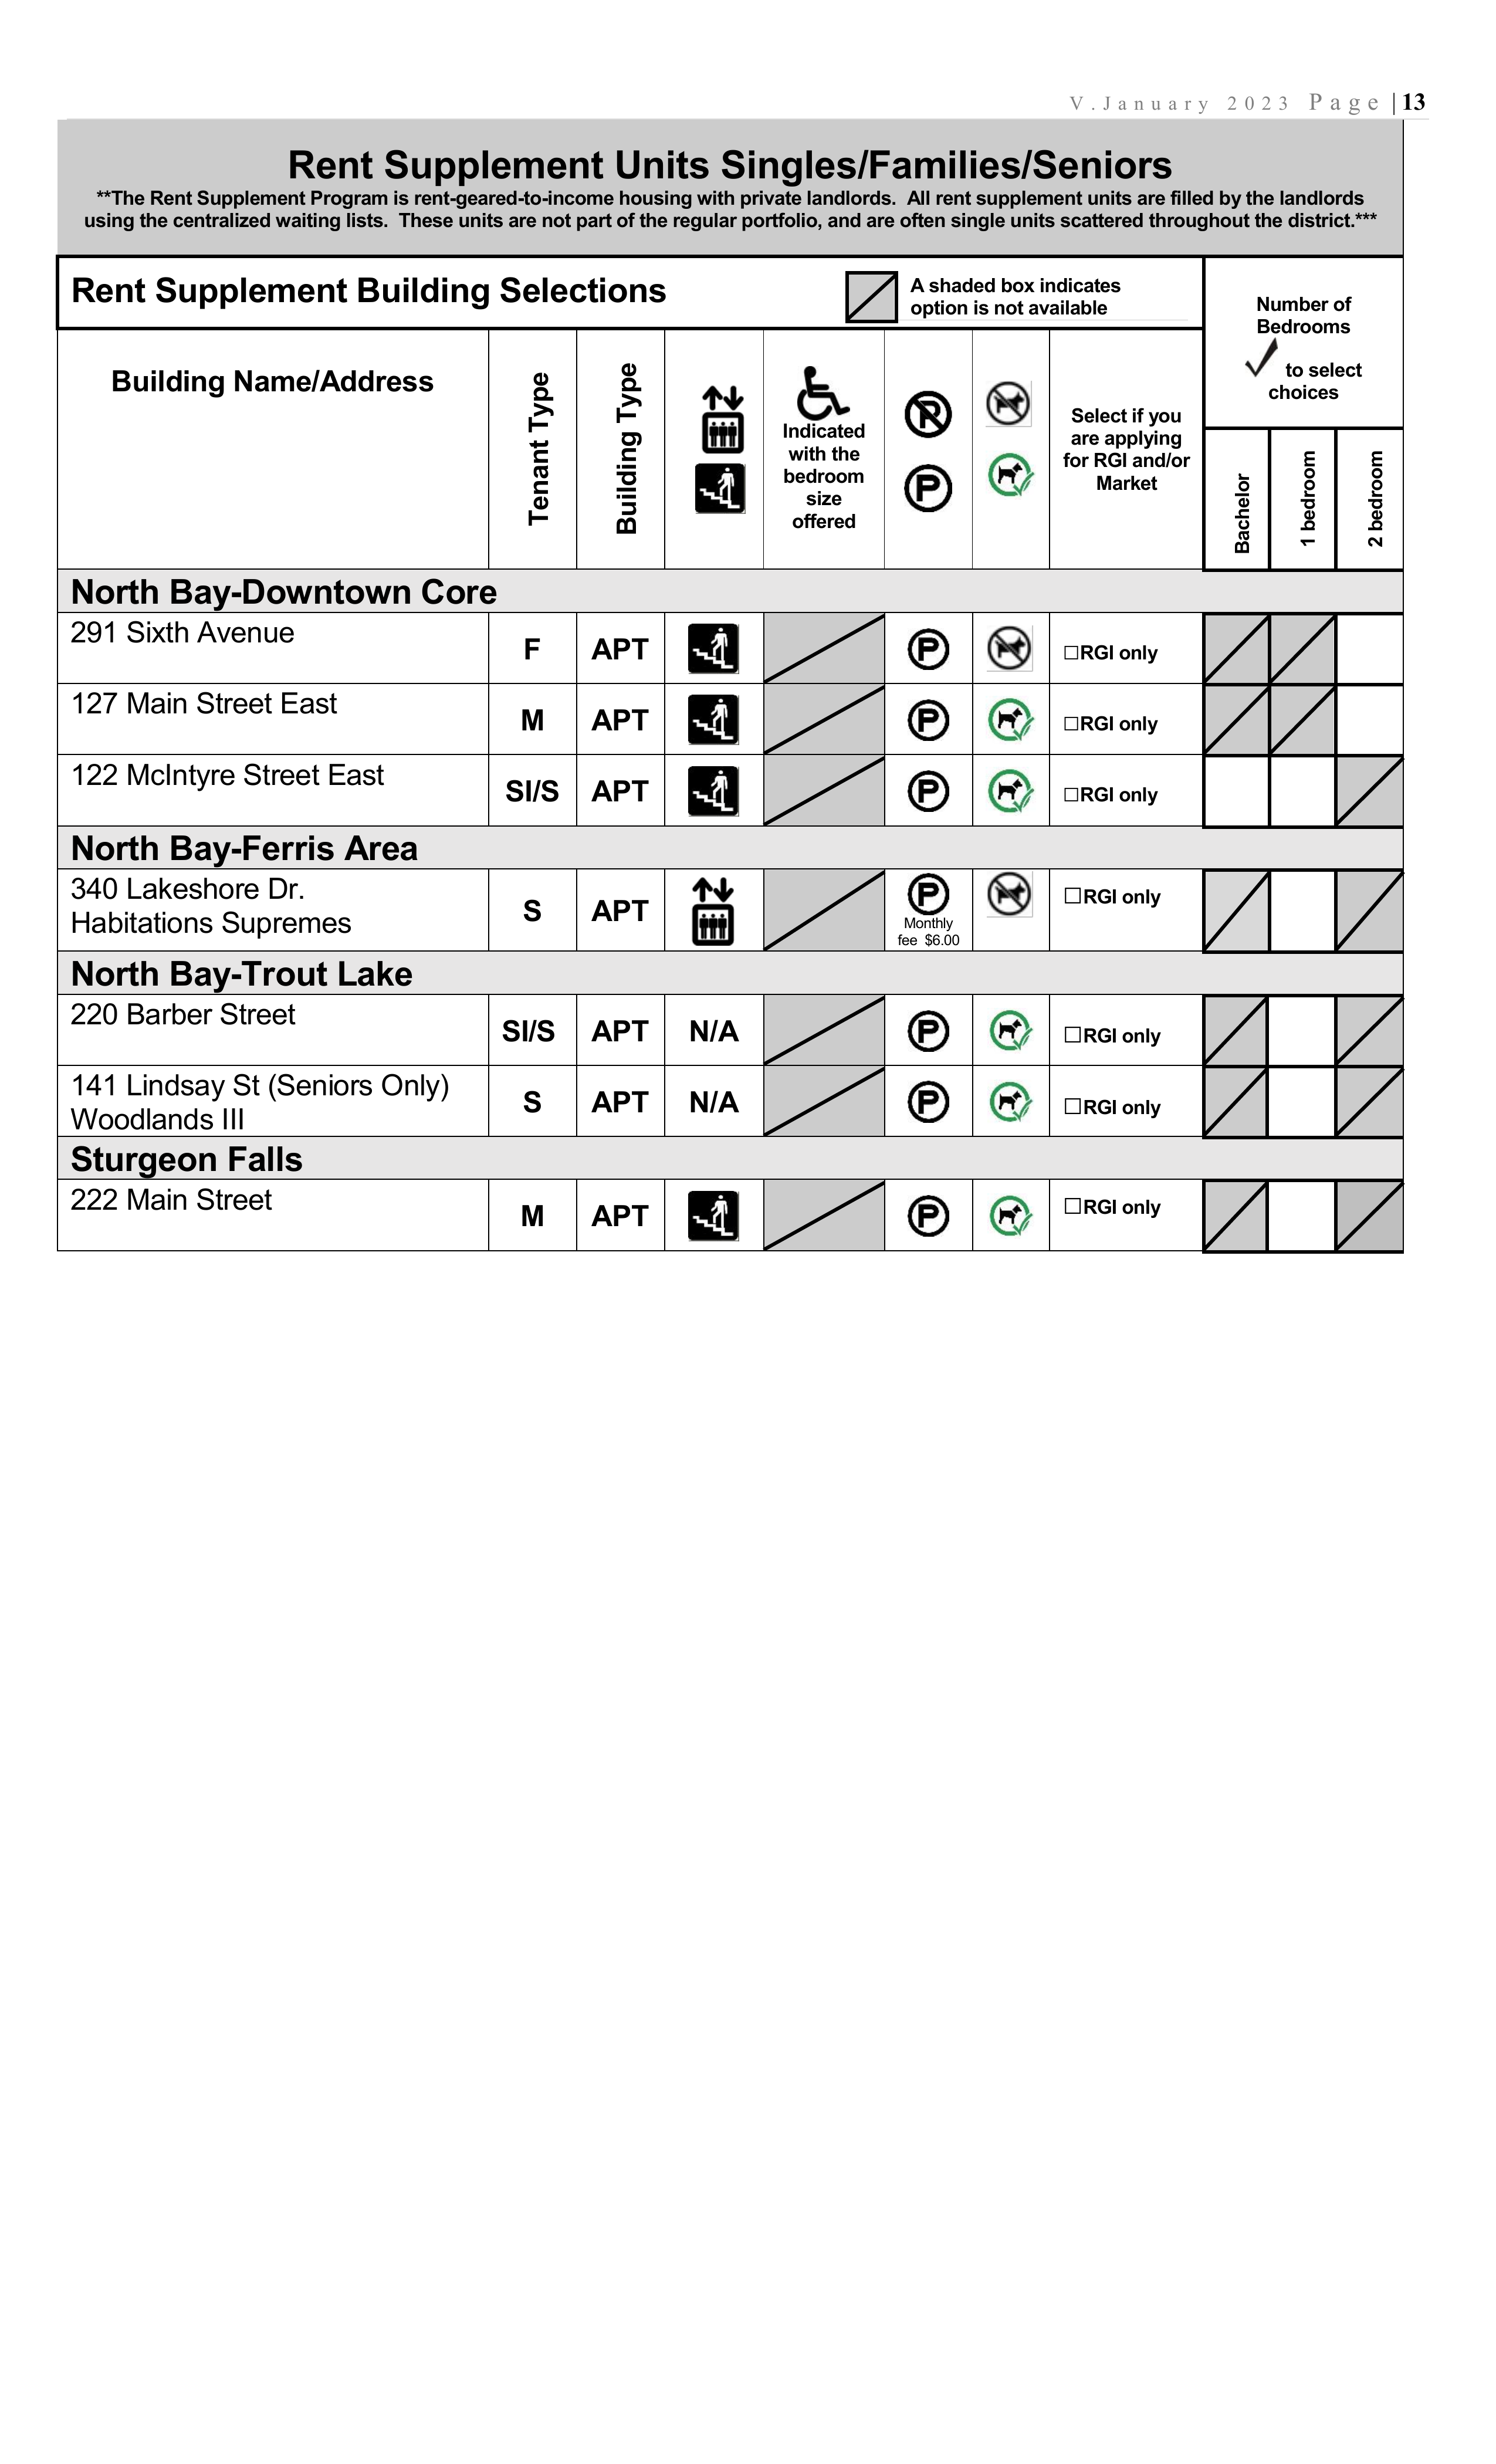 V.January 2023 Page |13
Rent Supplement Units Singles/Families/Seniors
**The Rent Supplement Program is rent-geared-to-income housing with private landlords. All rent supplement units are filled by the landlords
using the centralized waiting lists. These units are not part of the regular portfolio, and are often single units scattered throughout the district.***
Rent Supplement Building Selections
A shaded box indicates
option is not available
Number of
Bedrooms
to select
choices
Building Name/Address
Tenant Type
Building Type
Indicated
with the
bedroom
size
offered
P
P
Select if you
are applying
for RGI and/or
Market
Bachelor
1 bedroom
2 bedroom
North Bay-Downtown Core
291 Sixth Avenue
F
APT
P
☐RGI only
127 Main Street East
M
APT
P
☐RGI only
122 McIntyre Street East
SI/S
APT
P
☐RGI only
North Bay-Ferris Area
340 Lakeshore Dr.
Habitations Supremes
S
APT
P
Monthly
fee $6.00
☐RGI only
North Bay-Trout Lake
220 Barber Street
SI/S
APT
N/A
P
☐RGI only
141 Lindsay St (Seniors Only)
Woodlands III
S
APT
N/A
P
☐RGI only
Sturgeon Falls
222 Main Street
M
APT
P
☐RGI only